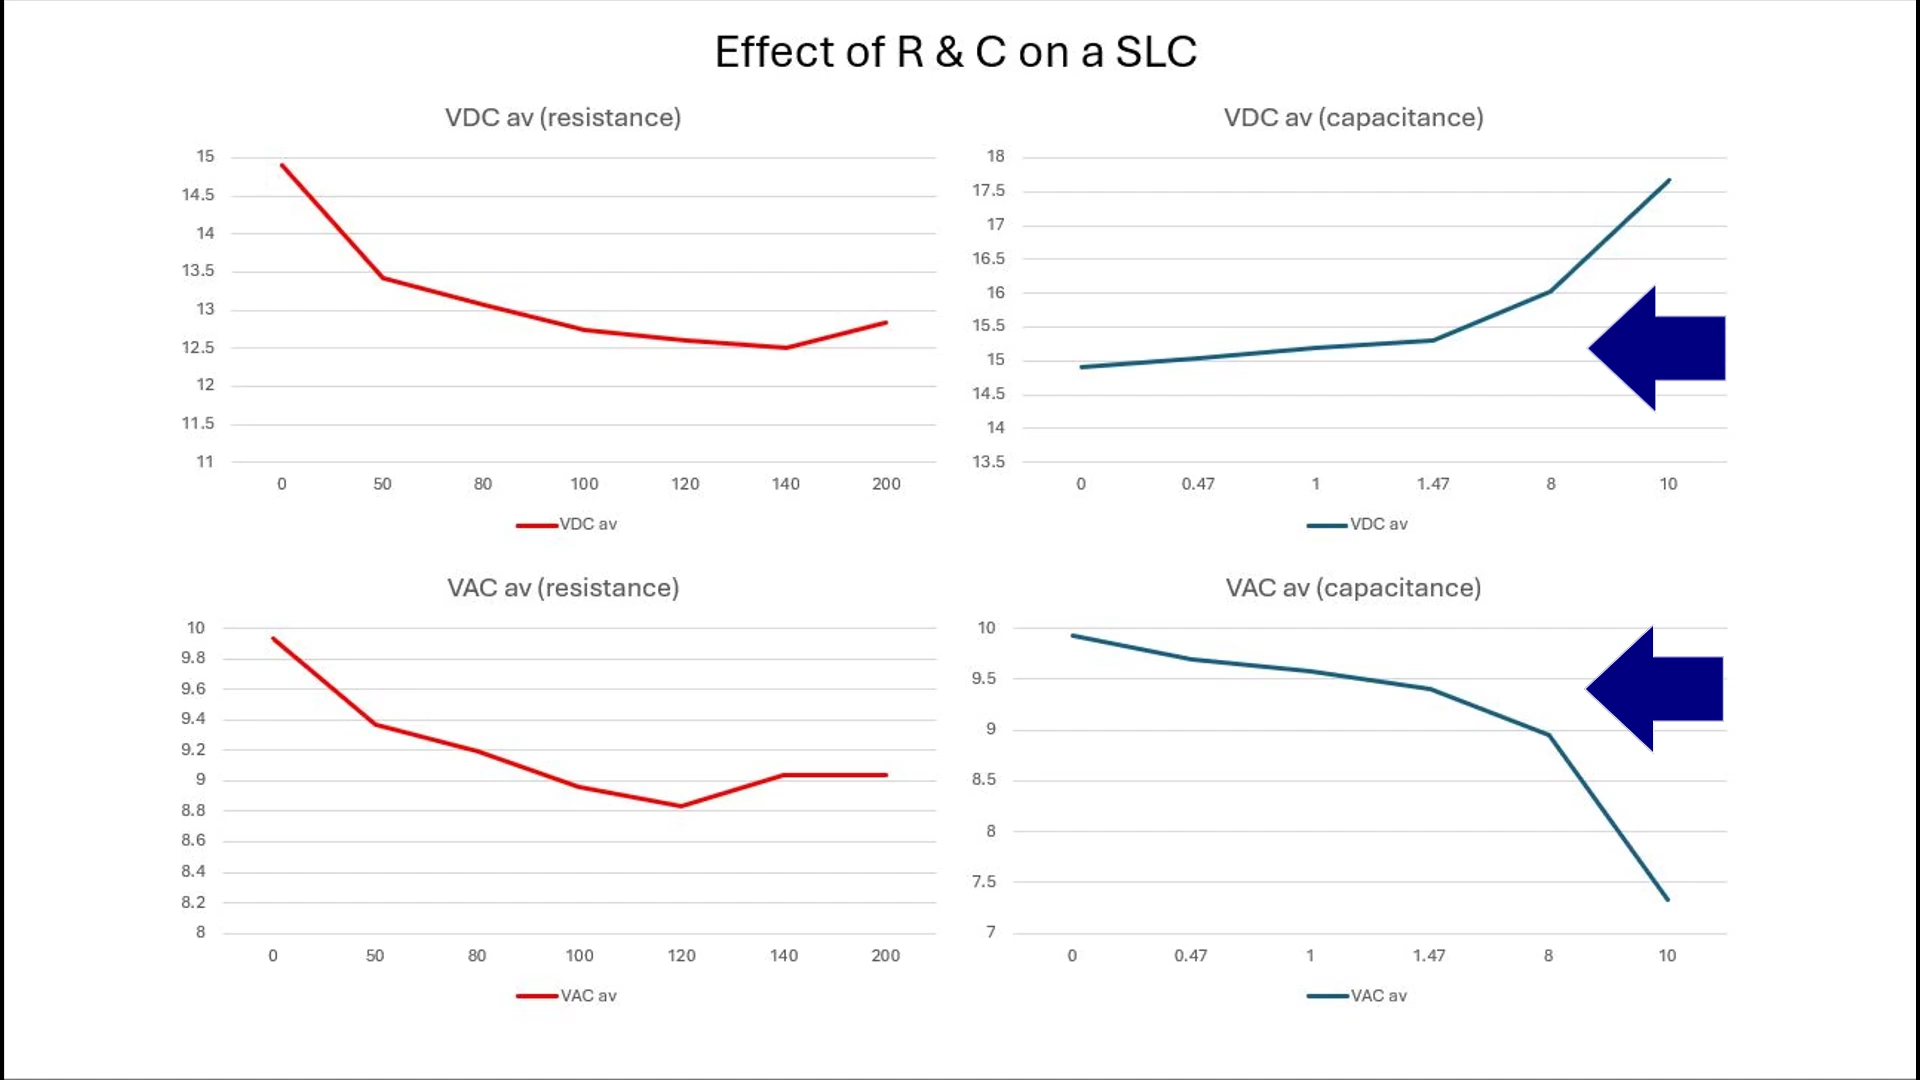 Effect of R & C on a SLC
VDC av (resistance)
15
14.5
14
13.5
13
12.5
12
11.5
11
0 50 80 100 120 140 200
VDC av
VDC av (capacitance)
18
17.5
17
16.5
16
15.5
15
14.5
14
13.5
0 0.47 1 1.47 8 10
VDC av
VAC av (resistance)
10
9.8
9.6
9.4
9.2
9
8.8
8.6
8.4
8.2
8
0 50 80 100 120 140 200
VAC av
VAC av (capacitance)
10
9.5
9
8.5
8
7.5
7
0 0.47 1 1.47 8 10
VAC av